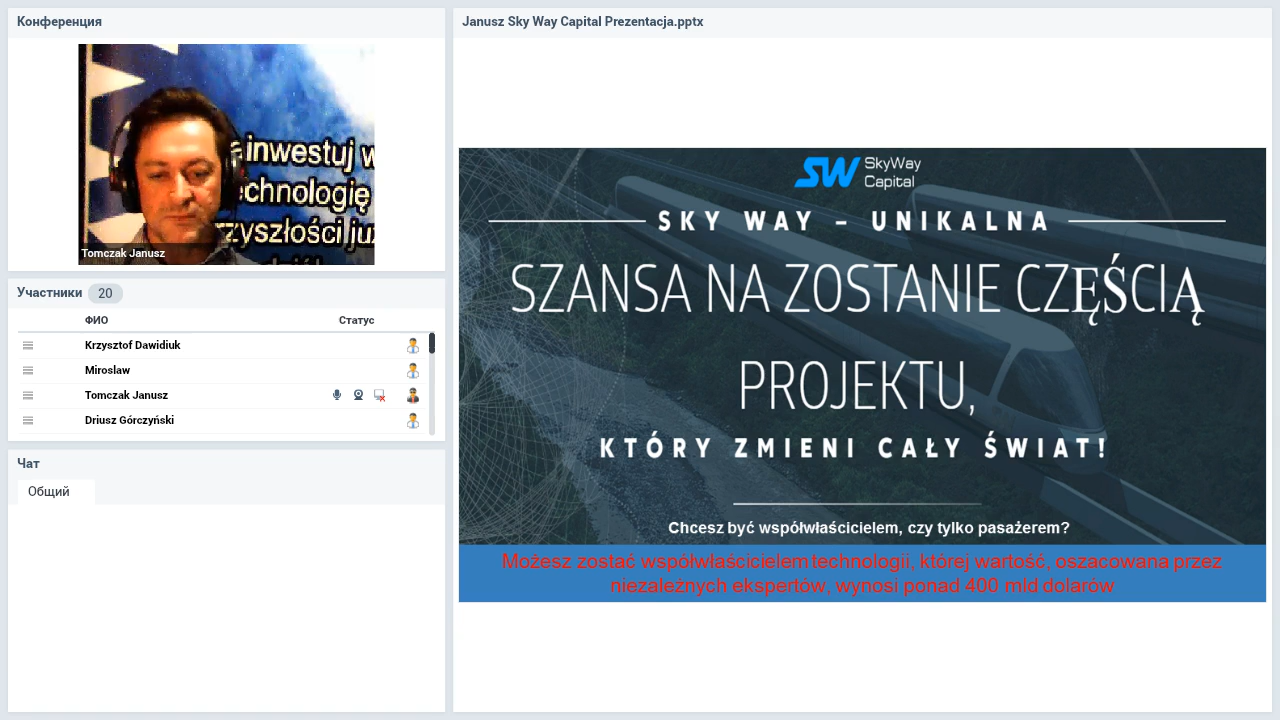 Конференция
inwestuj w
technologię
przyszłości już
Tomczak Janusz
Участники 20
ФИО Статус
Krzysztof Dawidiuk
Miroslaw
Tomczak Janusz
Driusz Górczyński
Чат
Общий
Janusz Sky Way Capital Prezentacja.pptx
SW SkyWay
Capital
SKY WAY – UNIKALNA
SZANSA NA ZOSTANIE CZĘŚCIĄ
PROJEKTU,
KTÓRY ZMIENI CAŁY ŚWIAT!
Chcesz być współwłaścicielem, czy tylko pasażerem?
Możesz zostać współwłaścicielem technologii, której wartość, oszacowana przez
niezależnych ekspertów, wynosi ponad 400 mld dolarów